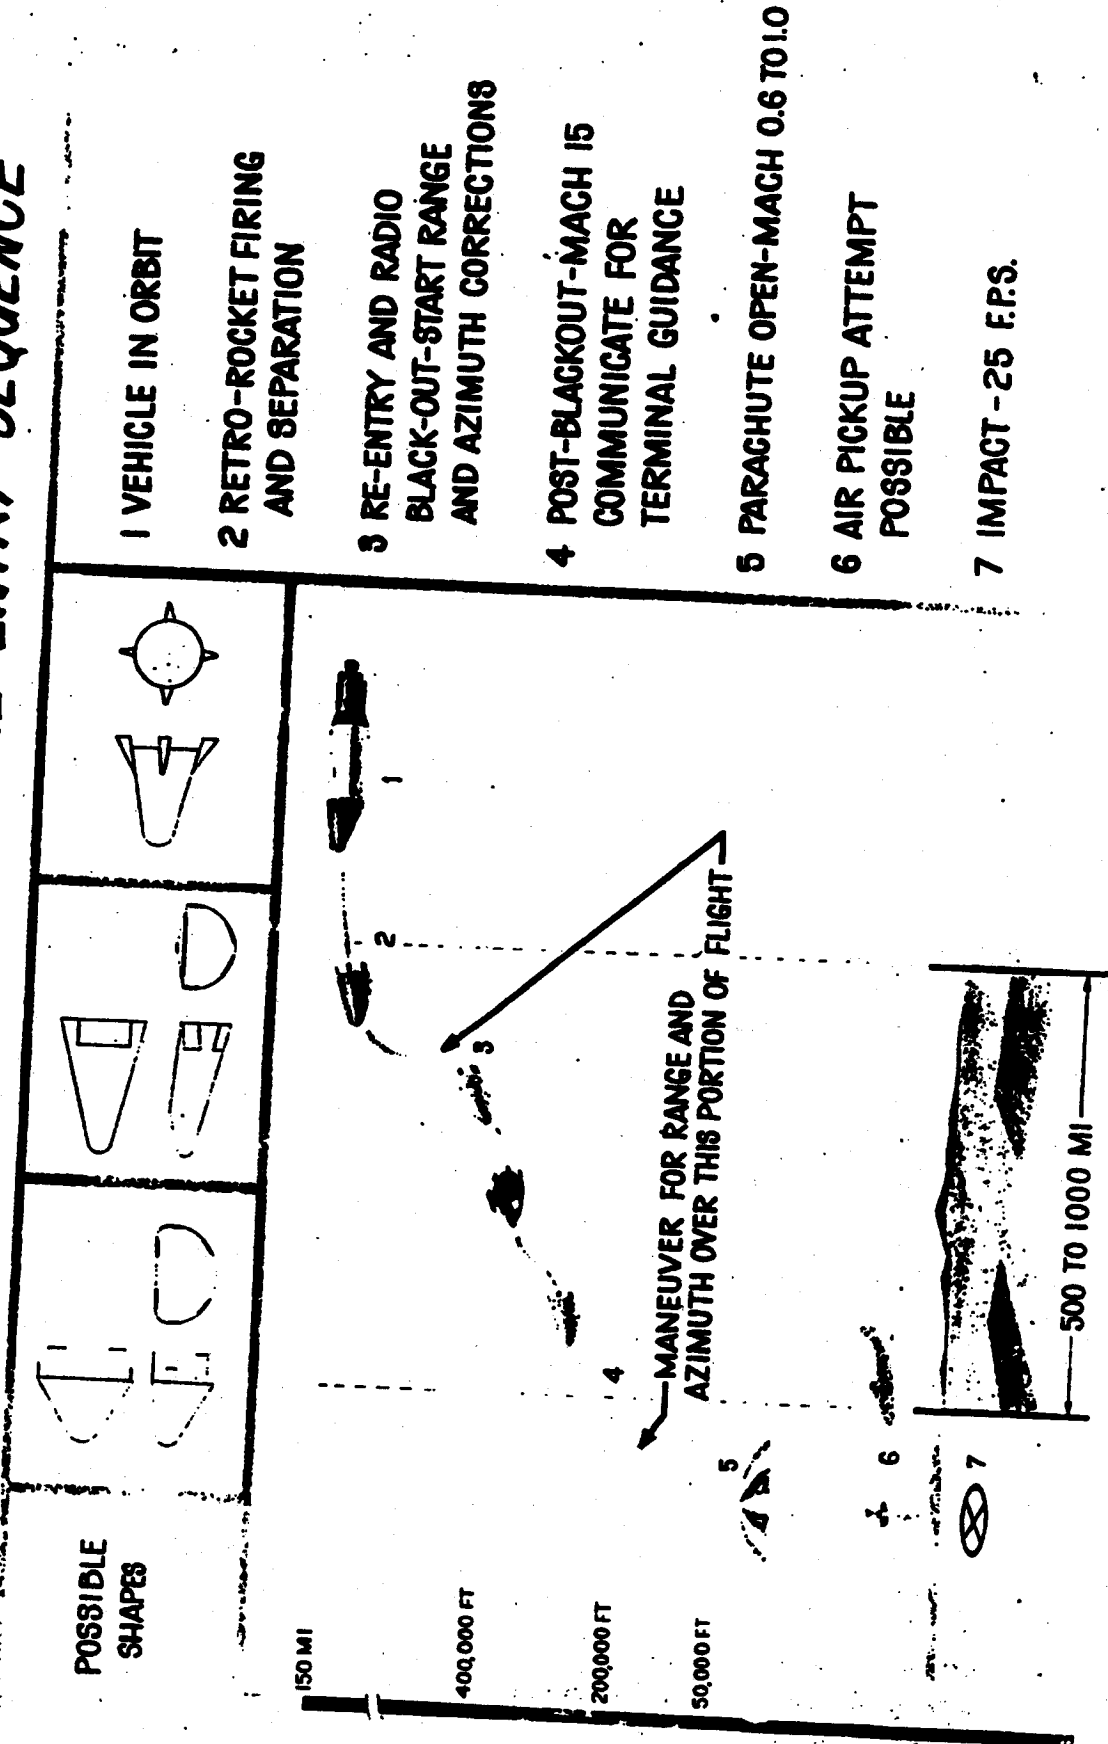 SEQUENCE
POSSIBLE
SHAPES
150 MI
400,000 FT
200,000 FT
50,000 FT
1
2
3
4
5
6
7
MANEUVER FOR RANGE AND
AZIMUTH OVER THIS PORTION OF FLIGHT
500 TO 1000 MI
1 VEHICLE IN ORBIT
2 RETRO-ROCKET FIRING
AND SEPARATION
3 RE-ENTRY AND RADIO
BLACK-OUT-START RANGE
AND AZIMUTH CORRECTIONS
4 POST-BLACKOUT-MACH 15
COMMUNICATE FOR
TERMINAL GUIDANCE
5 PARACHUTE OPEN-MACH 0.6 TO 1.0
6 AIR PICKUP ATTEMPT
POSSIBLE
7 IMPACT-25 F.P.S.